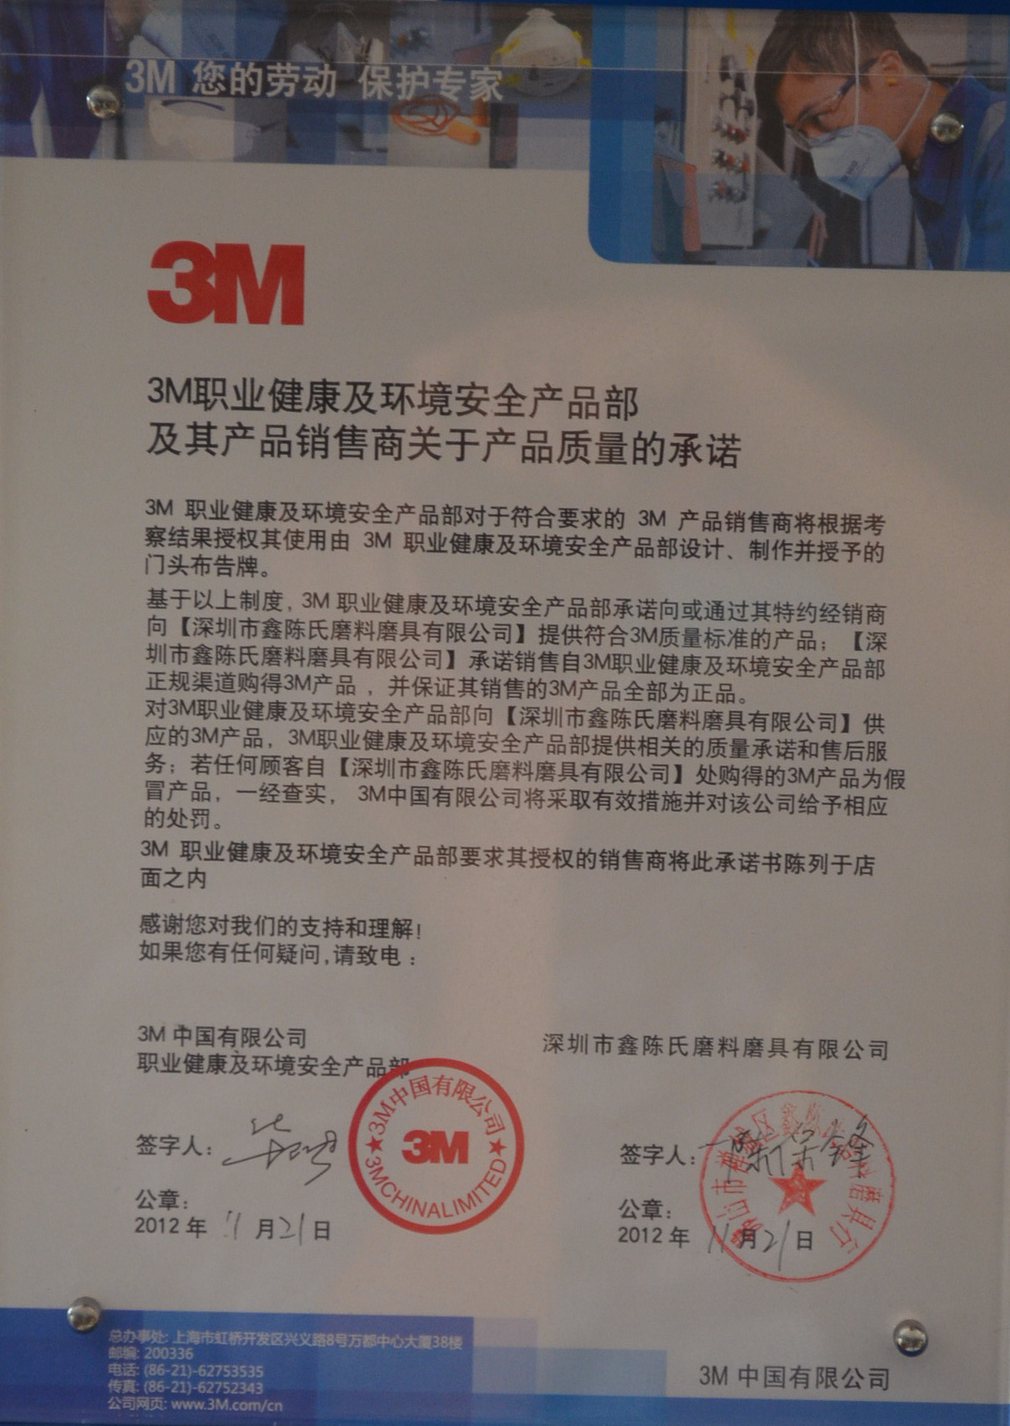 3M 您的劳动 保护专家
3M
3M职业健康及环境安全产品部
及其产品销售商关于产品质量的承诺
3M 职业健康及环境安全产品部对于符合要求的 3M 产品销售商将根据考
察结果授权其使用由 3M 职业健康及环境安全产品部设计、制作并授予的
门头布告牌。
基于以上制度，3M 职业健康及环境安全产品部承诺向或通过其特约经销商
向【深圳市鑫陈氏磨料磨具有限公司】提供符合3M质量标准的产品；【深
圳市鑫陈氏磨料磨具有限公司】承诺销售自3M职业健康及环境安全产品部
正规渠道购得3M产品 ，并保证其销售的3M产品全部为正品。
对3M职业健康及环境安全产品部向【深圳市鑫陈氏磨料磨具有限公司】供
应的3M产品，3M职业健康及环境安全产品部提供相关的质量承诺和售后服
务；若任何顾客自【深圳市鑫陈氏磨料磨具有限公司】处购得的3M产品为假
冒产品，一经查实， 3M中国有限公司将采取有效措施并对该公司给予相应
的处罚。
3M 职业健康及环境安全产品部要求其授权的销售商将此承诺书陈列于店
面之内
感谢您对我们的支持和理解！
如果您有任何疑问,请致电：
3M 中国有限公司
职业健康及环境安全产品部
深圳市鑫陈氏磨料磨具有限公司
3M中国有限公司
3M
3MCHINALIMITED
签字人：
公章：
2012 年 11 月 21 日
签字人：
公章：
2012 年 11 月 21 日
总办事处: 上海市虹桥开发区兴义路8号万都中心大厦38楼
邮编: 200336
电话: (86-21)-62753535
传真: (86-21)-62752343
公司网页: www.3M.com/cn
3M 中国有限公司